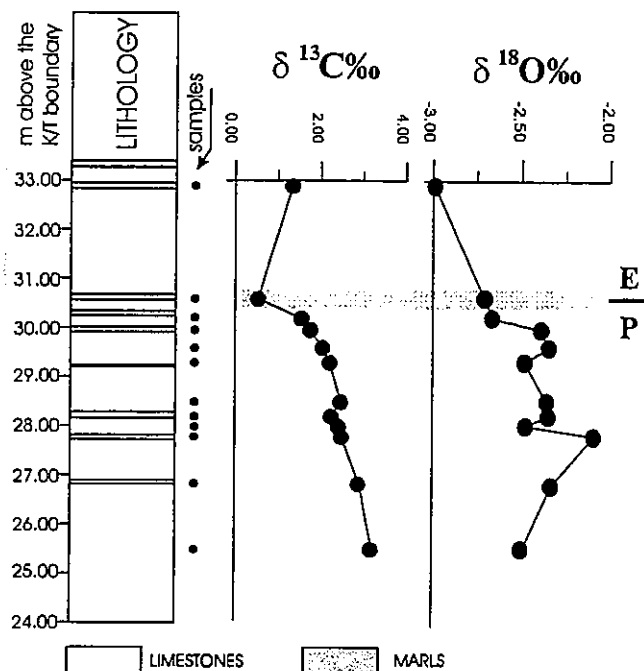 m above the
K/T boundary
LITHOLOGY
samples
δ 13C‰
δ 18O‰
0.00
2.00
4.00
-3.00
-2.50
-2.00
33.00
32.00
31.00
30.00
29.00
28.00
27.00
26.00
25.00
24.00
E
P
LIMESTONES
MARLS